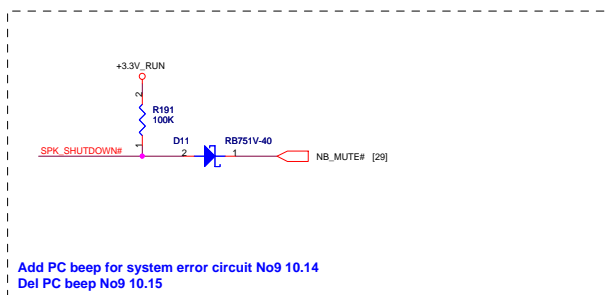 +3.3V_RUN
2
R191
100K
1
SPK_SHUTDOWN#
D11
RB751V-40
2
1
NB_MUTE# [29]
Add PC beep for system error circuit No9 10.14
Del PC beep No9 10.15